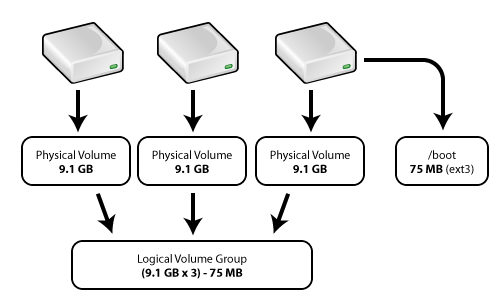 Physical Volume
9.1 GB
Physical Volume
9.1 GB
Physical Volume
9.1 GB
/boot
75 MB (ext3)
Logical Volume Group
(9.1 GB x 3) - 75 MB